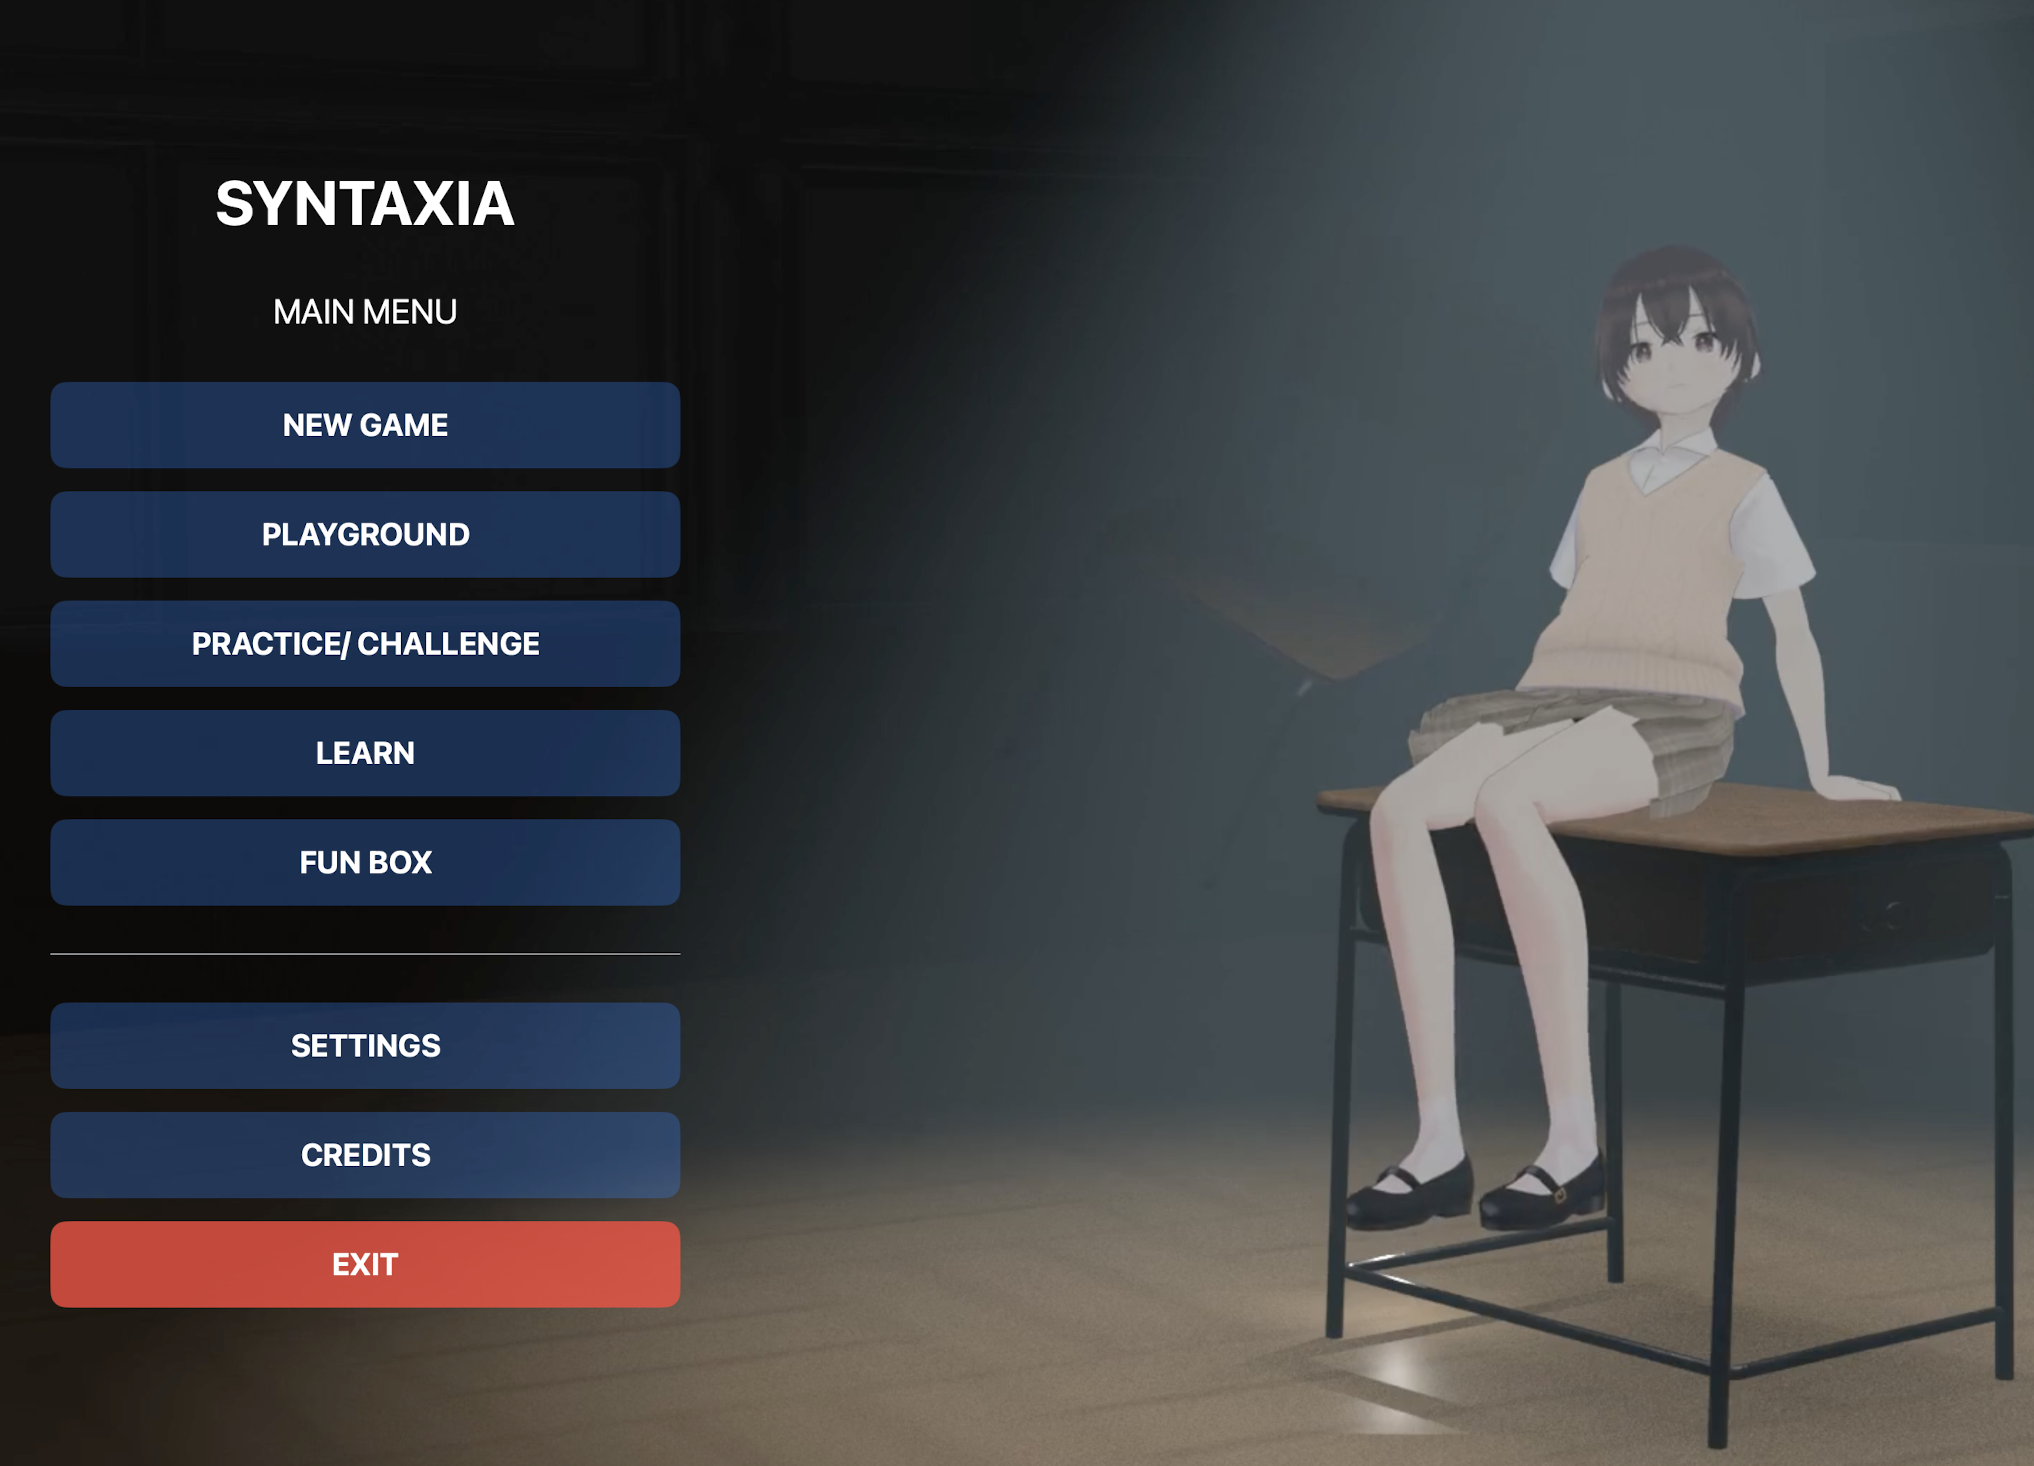 SYNTAXIA
MAIN MENU
NEW GAME
PLAYGROUND
PRACTICE/ CHALLENGE
LEARN
FUN BOX
SETTINGS
CREDITS
EXIT